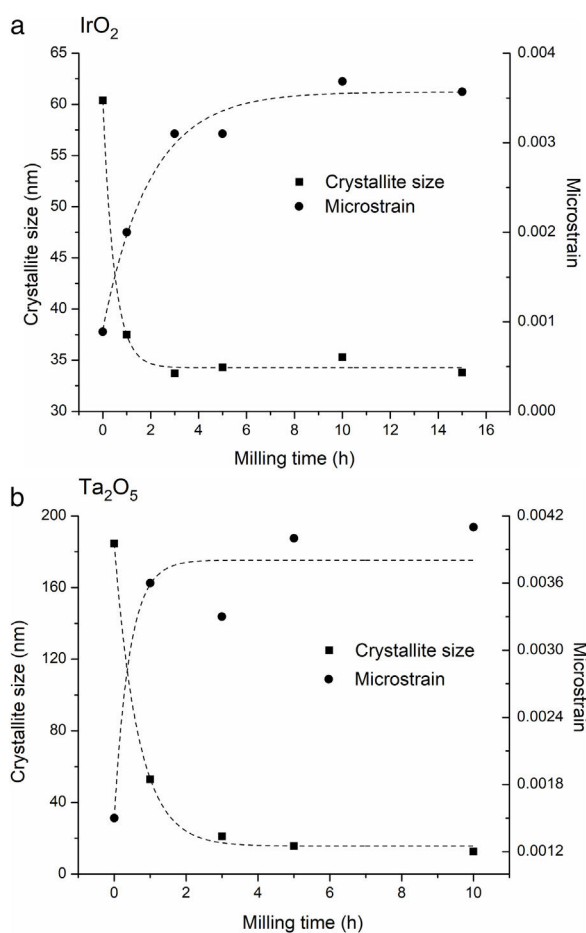 a
IrO2
65
60
55
50
45
40
35
30
Crystallite size (nm)
0.004
0.003
0.002
0.001
0.000
Microstrain
Crystallite size
Microstrain
0 2 4 6 8 10 12 14 16
Milling time (h)
b
Ta2O5
200
160
120
80
40
0
Crystallite size (nm)
0.0042
0.0036
0.0030
0.0024
0.0018
0.0012
Microstrain
Crystallite size
Microstrain
0 2 4 6 8 10
Milling time (h)